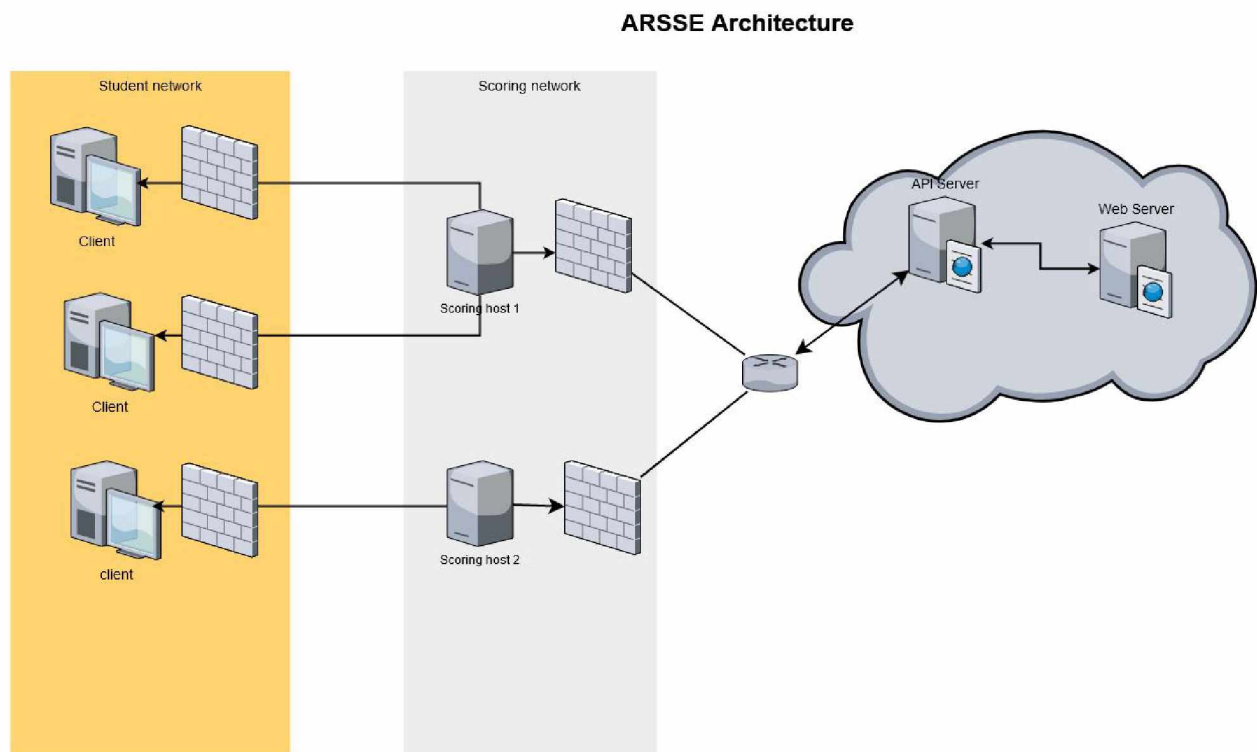 ARSSE Architecture
Student network
Scoring network
Client
Scoring host 1
API Server
Web Server
Client
client
Scoring host 2